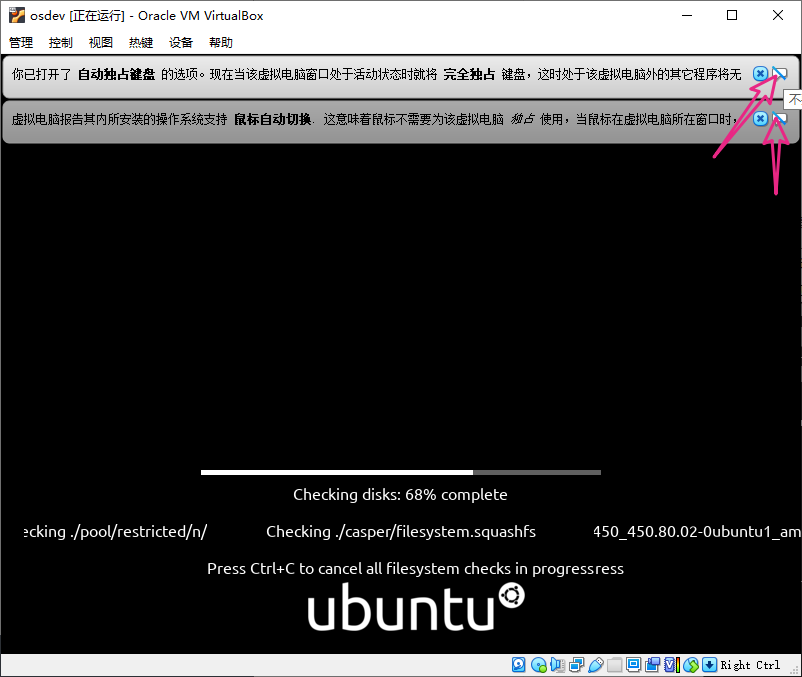 osdev [正在运行] - Oracle VM VirtualBox
管理 控制 视图 热键 设备 帮助
你已打开了 自动独占键盘 的选项。现在当该虚拟电脑窗口处于活动状态时就将 完全独占 键盘，这时处于该虚拟电脑外的其它程序将无
不
虚拟电脑报告其内所安装的操作系统支持 鼠标自动切换. 这意味着鼠标不需要为该虚拟电脑 独占 使用，当鼠标在虚拟电脑所在窗口时，
Checking disks: 68% complete
ecking ./pool/restricted/n/ Checking ./casper/filesystem.squashfs 450_450.80.02-0ubuntu1_am
Press Ctrl+C to cancel all filesystem checks in progressress
ubuntu
Right Ctrl